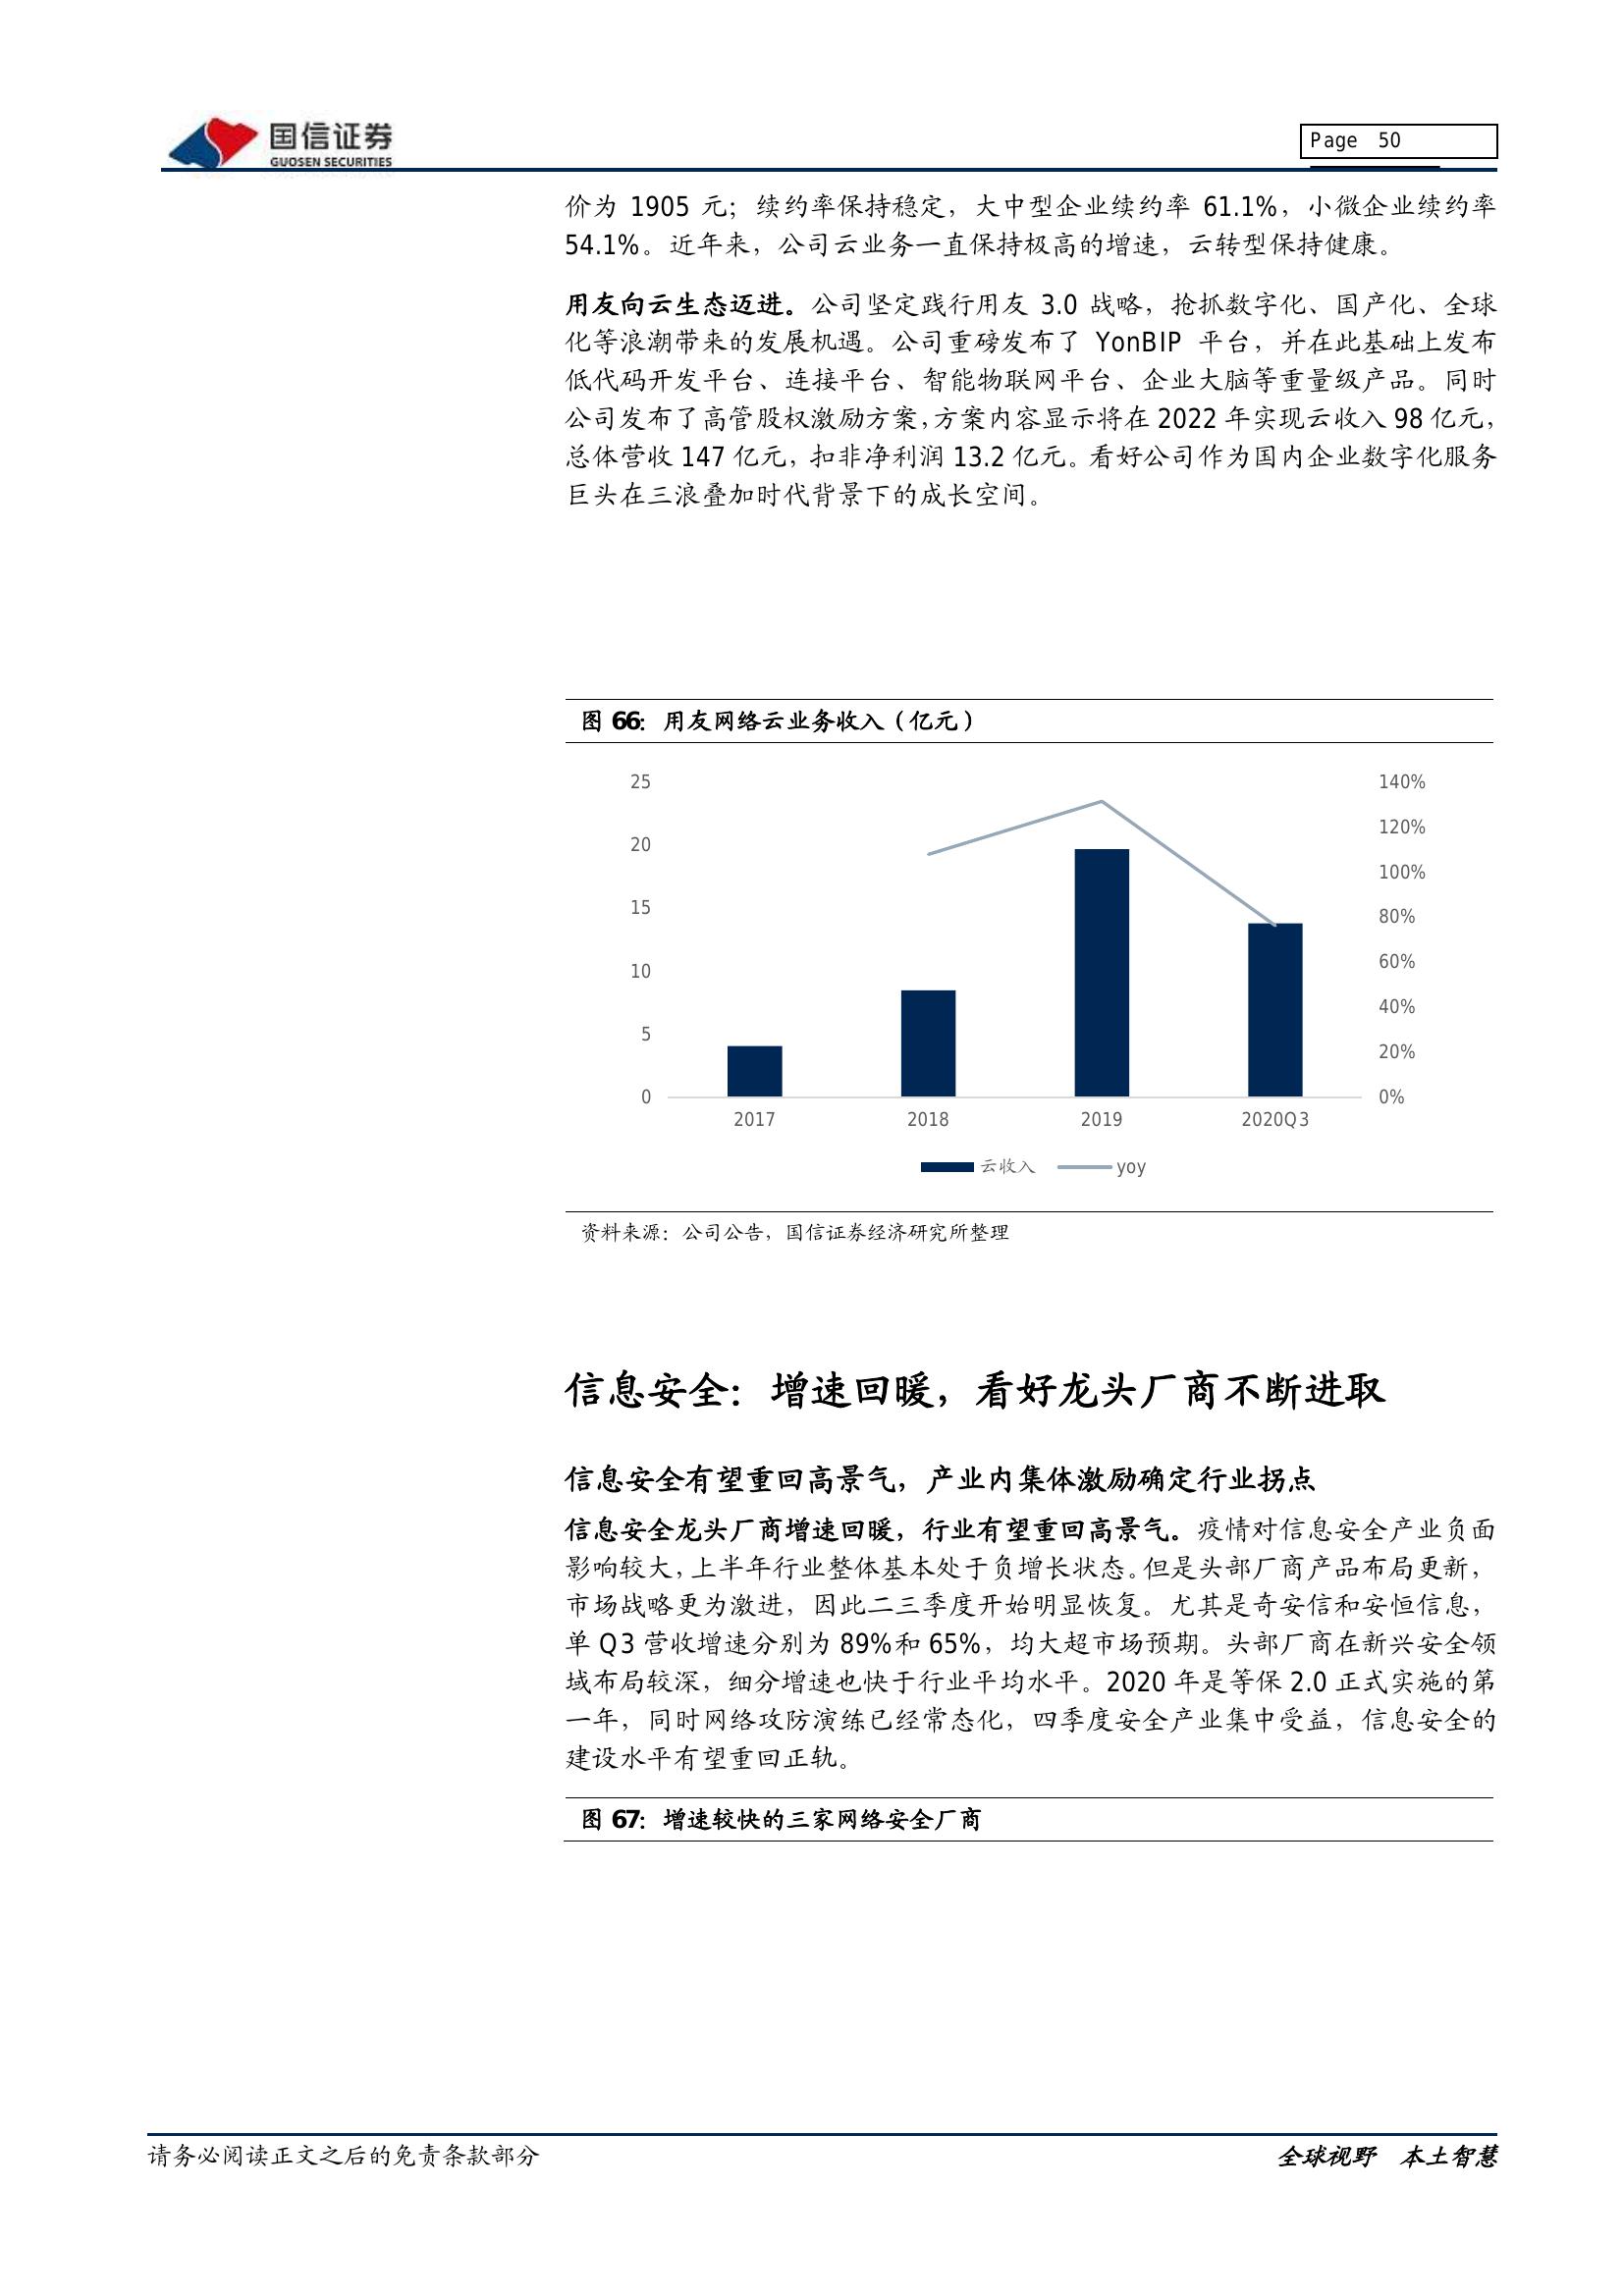 国信证券
GUOSEN SECURITIES
Page 50
价为 1905 元；续约率保持稳定，大中型企业续约率 61.1%，小微企业续约率
54.1%。近年来，公司云业务一直保持极高的增速，云转型保持健康。
用友向云生态迈进。公司坚定践行用友 3.0 战略，抢抓数字化、国产化、全球
化等浪潮带来的发展机遇。公司重磅发布了 YonBIP 平台，并在此基础上发布
低代码开发平台、连接平台、智能物联网平台、企业大脑等重量级产品。同时
公司发布了高管股权激励方案，方案内容显示将在 2022 年实现云收入 98 亿元，
总体营收 147 亿元，扣非净利润 13.2 亿元。看好公司作为国内企业数字化服务
巨头在三浪叠加时代背景下的成长空间。
图 66：用友网络云业务收入（亿元）
25
20
15
10
5
0
140%
120%
100%
80%
60%
40%
20%
0%
2017
2018
2019
2020Q3
云收入
yoy
资料来源：公司公告，国信证券经济研究所整理
信息安全：增速回暖，看好龙头厂商不断进取
信息安全有望重回高景气，产业内集体激励确定行业拐点
信息安全龙头厂商增速回暖，行业有望重回高景气。疫情对信息安全产业负面
影响较大，上半年行业整体基本处于负增长状态。但是头部厂商产品布局更新，
市场战略更为激进，因此二三季度开始明显恢复。尤其是奇安信和安恒信息，
单 Q3 营收增速分别为 89%和 65%，均大超市场预期。头部厂商在新兴安全领
域布局较深，细分增速也快于行业平均水平。2020 年是等保 2.0 正式实施的第
一年，同时网络攻防演练已经常态化，四季度安全产业集中受益，信息安全的
建设水平有望重回正轨。
图 67：增速较快的三家网络安全厂商
请务必阅读正文之后的免责条款部分
全球视野 本土智慧